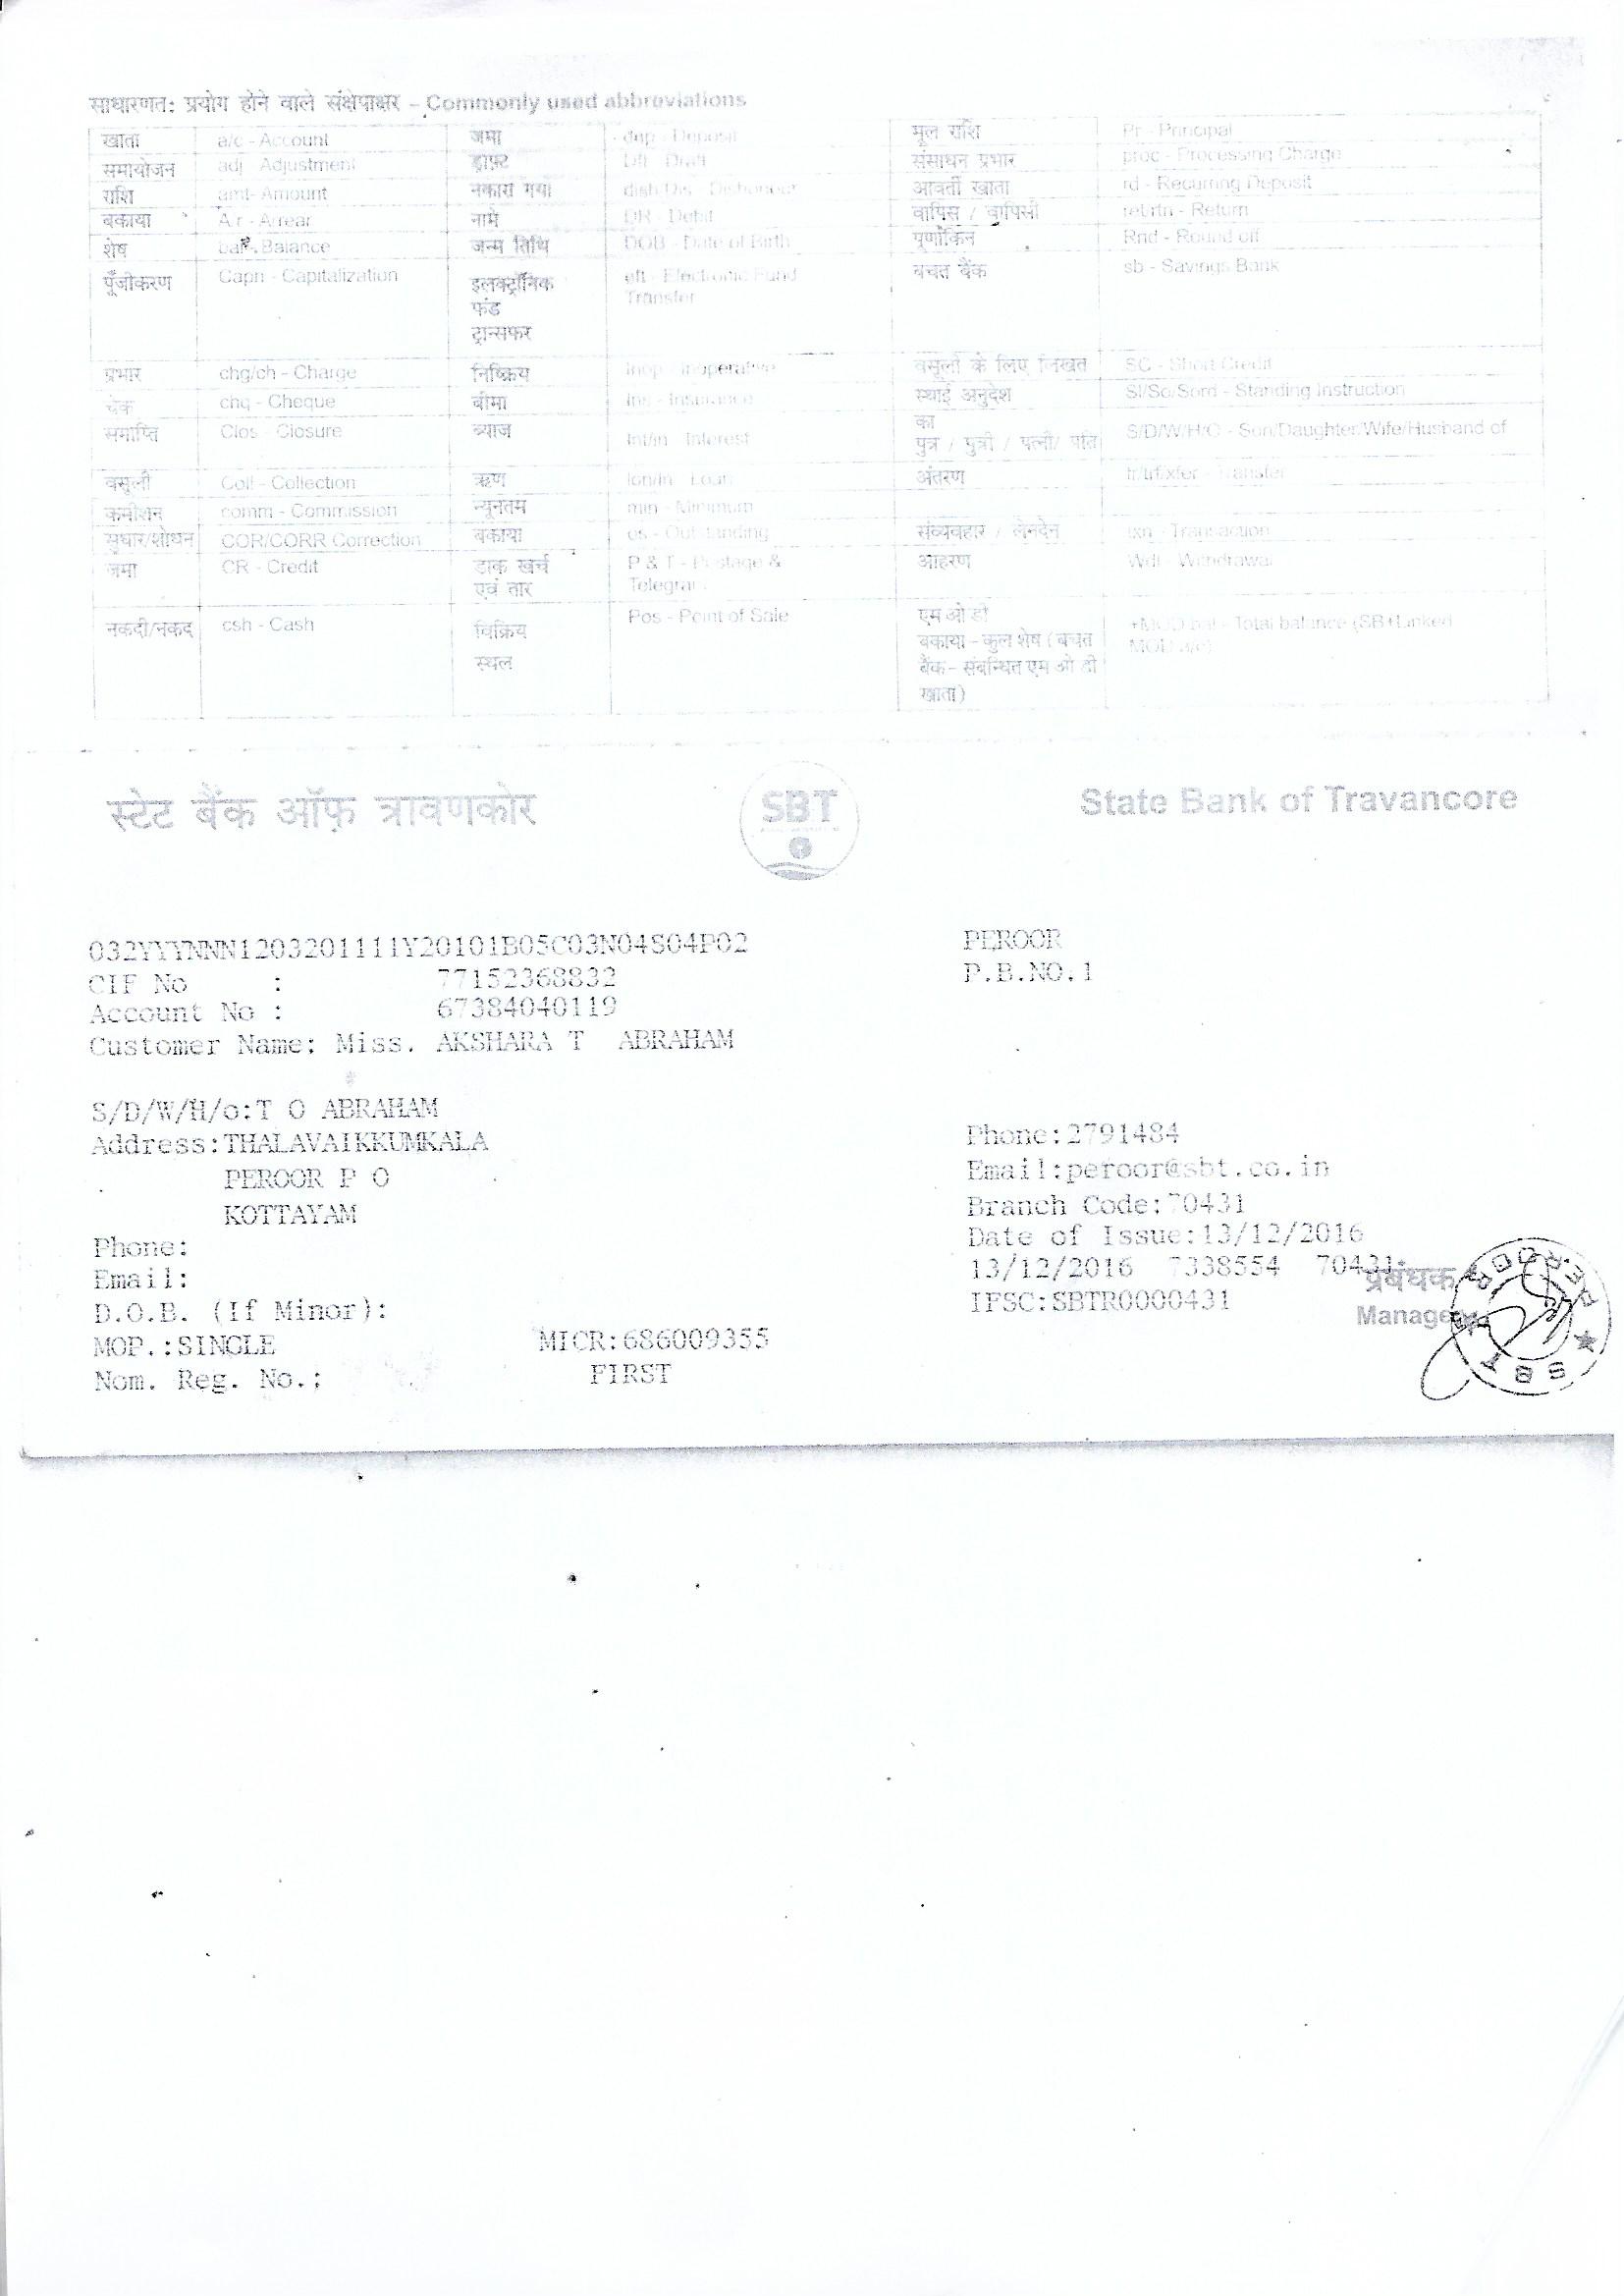 साधारणत: प्रयोग होने वाले संक्षेपाक्षर – Commonly used abbreviations
खाता a/c - Account जमा dep - Deposit मूल राशि Pr - Principal
समायोजन adj - Adjustment ड्राफ़्ट Dft - Draft संसाधन प्रभार proc - Processing Charge
राशि amt- Amount नकारा गया dish/Dis - Dishonour आवर्ती खाता rd - Recurring Deposit
बकाया A.r - Arrear नामे DR - Debit वापिस / वापिसी ret/rtn - Return
शेष bal - Balance जन्म तिथि DOB - Date of Birth पूर्णांकित Rnd - Round off
पूँजीकरण Capn - Capitalization इलक्ट्रॉनिक eft - Electronic Fund बचत बैंक sb - Savings Bank
फंड Transfer
ट्रान्सफर
प्रभार chg/ch - Charge निष्क्रिय Inop - Inoperative वसुली के लिए लिखत SC - Short Credit
चेक chq - Cheque बीमा Ins - Insurance स्थाई अनुदेश SI/So/Sord - Standing Instruction
समाप्ति Clos - Closure ब्याज Int/in - Interest का
पुत्र / पुत्री / पत्नी/ पति S/D/W/H/O - Son/Daughter/Wife/Husband of
वसुली Coll - Collection ऋण lon/ln - Loan अंतरण tr/trf/xfer - Transfer
कमीशन comm - Commission न्यूनतम min - Minimum
सुधार/शोधन COR/CORR Correction बकाया os - Outstanding संव्यवहार / लेनदेन txn - Transaction
जमा CR - Credit डाक खर्च P & T - Postage & आहरण Wdl - Withdrawal
एवं तार Telegram
नकदी/नकद csh - Cash विक्रिय Pos - Point of Sale एम ओ डी +MOD bal - Total balance (SB+Linked
स्थल बकाया – कुल शेष ( बचत MOD a/c)
बैंक – संबन्धित एम ओ डी
खाता)
स्टेट बैंक ऑफ़ त्रावणकोर SBT State Bank of Travancore
032YYYNNN1203201111Y20101B05C03N04S04P02 PEROOR
CIF No : 77152368832 P.B.NO.1
Account No : 67384040119
Customer Name: Miss. AKSHARA T ABRAHAM
S/D/W/H/o:T O ABRAHAM
Address:THALAVAIKKUMKALA Phone:2791484
PEROOR P O Email:peroor@sbt.co.in
KOTTAYAM Branch Code:70431
Phone: Date of Issue:13/12/2016
Email: 13/12/2016 7338554 70431 प्रबंधक
D.O.B. (If Minor): IFSC:SBTR0000431 Manager
MOP.:SINGLE MICR:686009355
Nom. Reg. No.: FIRST
PEROOR
SBT